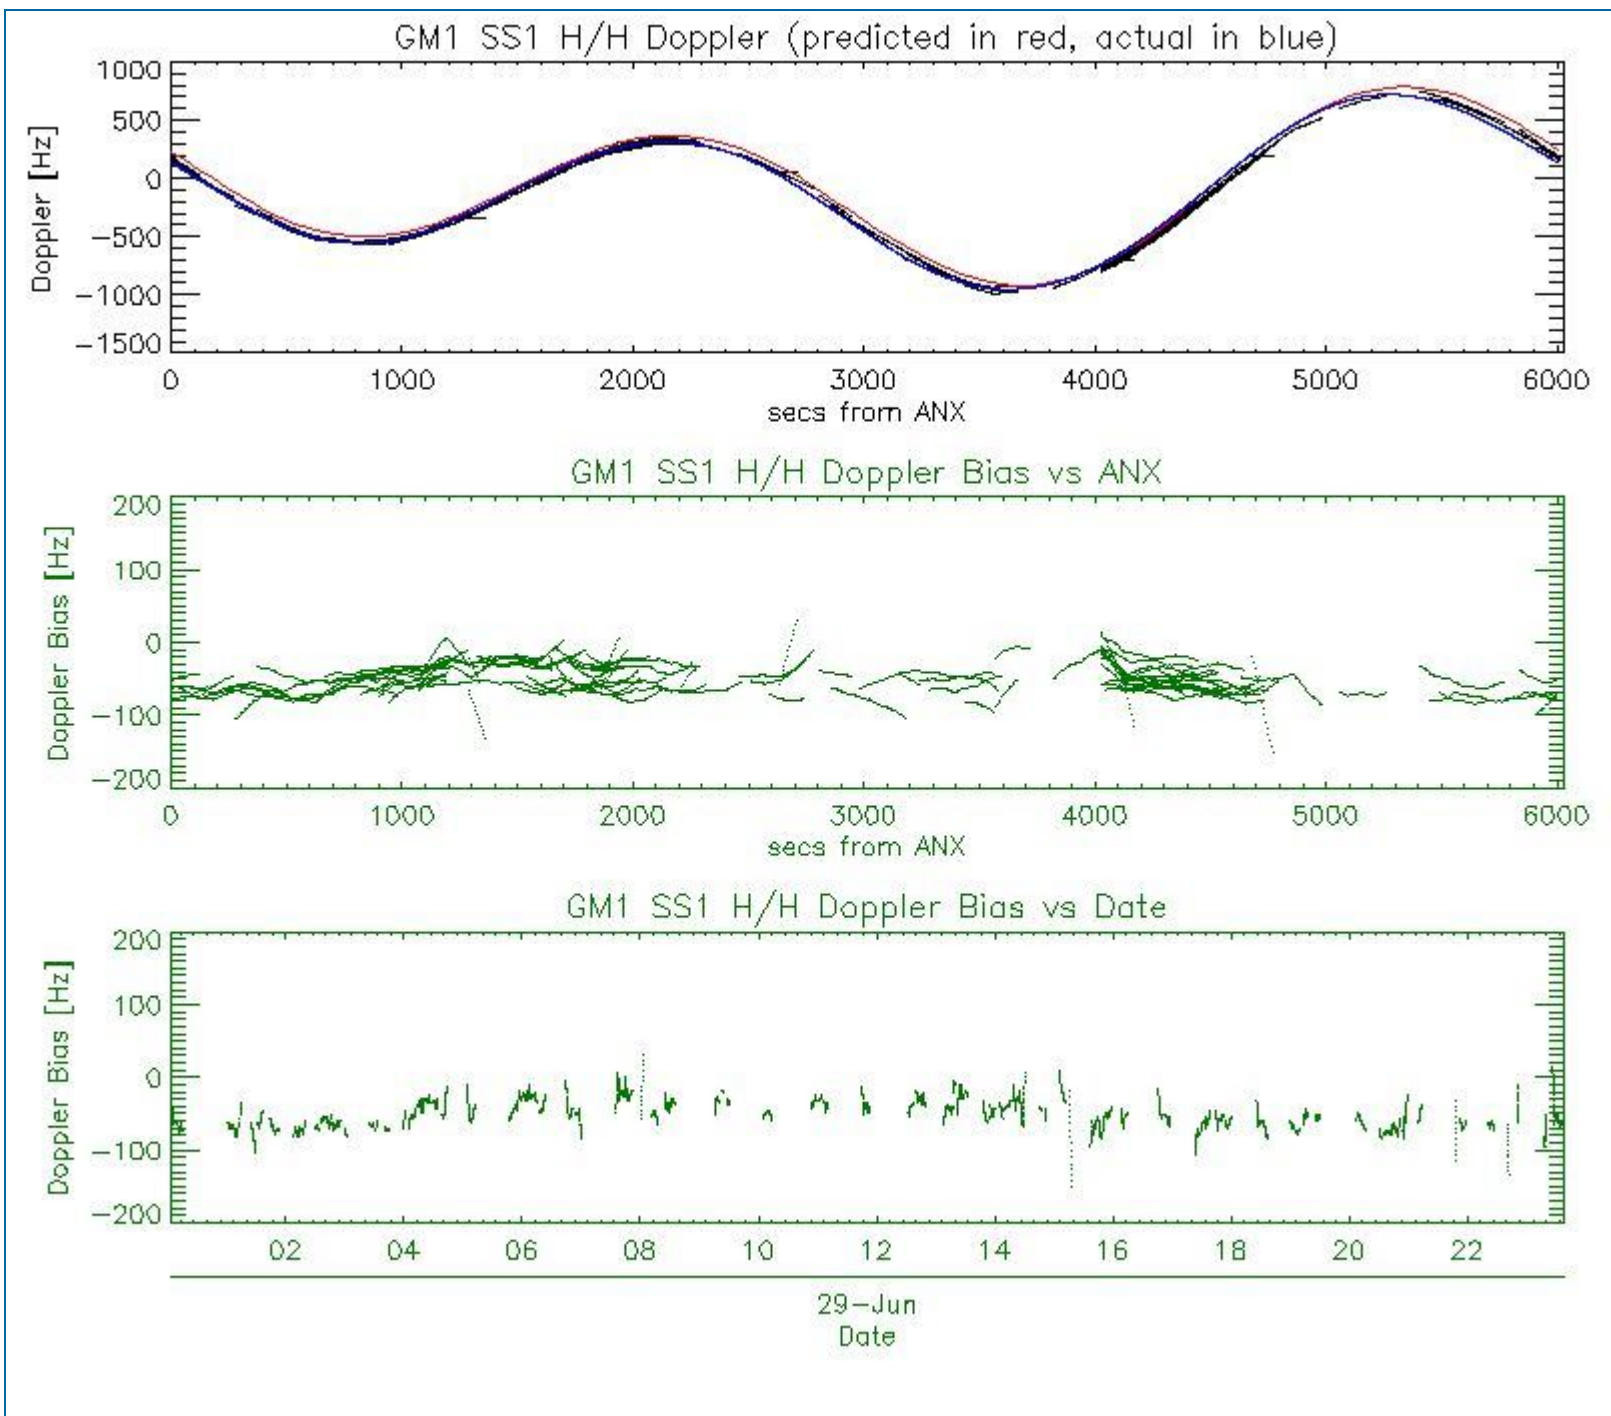 GM1 SS1 H/H Doppler (predicted in red, actual in blue)
Doppler [Hz]
1000
500
0
−500
−1000
−1500
0 1000 2000 3000 4000 5000 6000
secs from ANX
GM1 SS1 H/H Doppler Bias vs ANX
Doppler Bias [Hz]
200
100
0
−100
−200
0 1000 2000 3000 4000 5000 6000
secs from ANX
GM1 SS1 H/H Doppler Bias vs Date
Doppler Bias [Hz]
200
100
0
−100
−200
02 04 06 08 10 12 14 16 18 20 22
29−Jun
Date